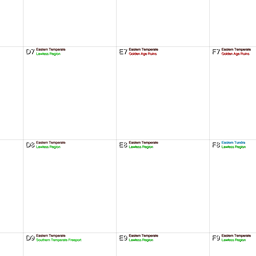 D7 Eastern Temperate
Lawless Region
E7 Eastern Temperate
Golden Age Ruins
F7 Eastern Temperate
Golden Age Ruins
D8 Eastern Temperate
Lawless Region
E8 Eastern Temperate
Lawless Region
F8 Eastern Tundra
Lawless Region
D9 Eastern Temperate
Southern Temperate Freeport
E9 Eastern Temperate
Lawless Region
F9 Eastern Temperate
Lawless Region